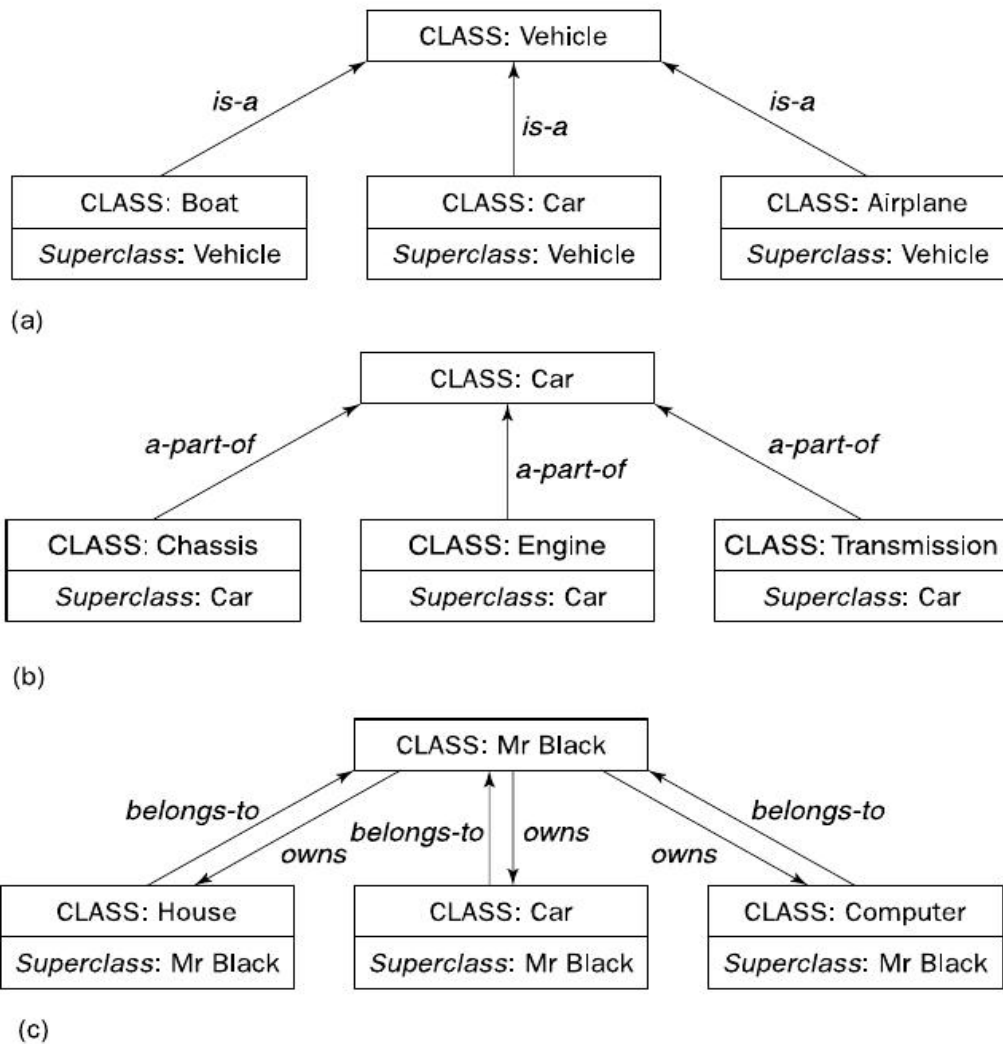 CLASS: Vehicle
is-a
is-a
is-a
CLASS: Boat
Superclass: Vehicle
CLASS: Car
Superclass: Vehicle
CLASS: Airplane
Superclass: Vehicle
(a)
CLASS: Car
a-part-of
a-part-of
a-part-of
CLASS: Chassis
Superclass: Car
CLASS: Engine
Superclass: Car
CLASS: Transmission
Superclass: Car
(b)
CLASS: Mr Black
belongs-to
owns
belongs-to
owns
owns
belongs-to
CLASS: House
Superclass: Mr Black
CLASS: Car
Superclass: Mr Black
CLASS: Computer
Superclass: Mr Black
(c)